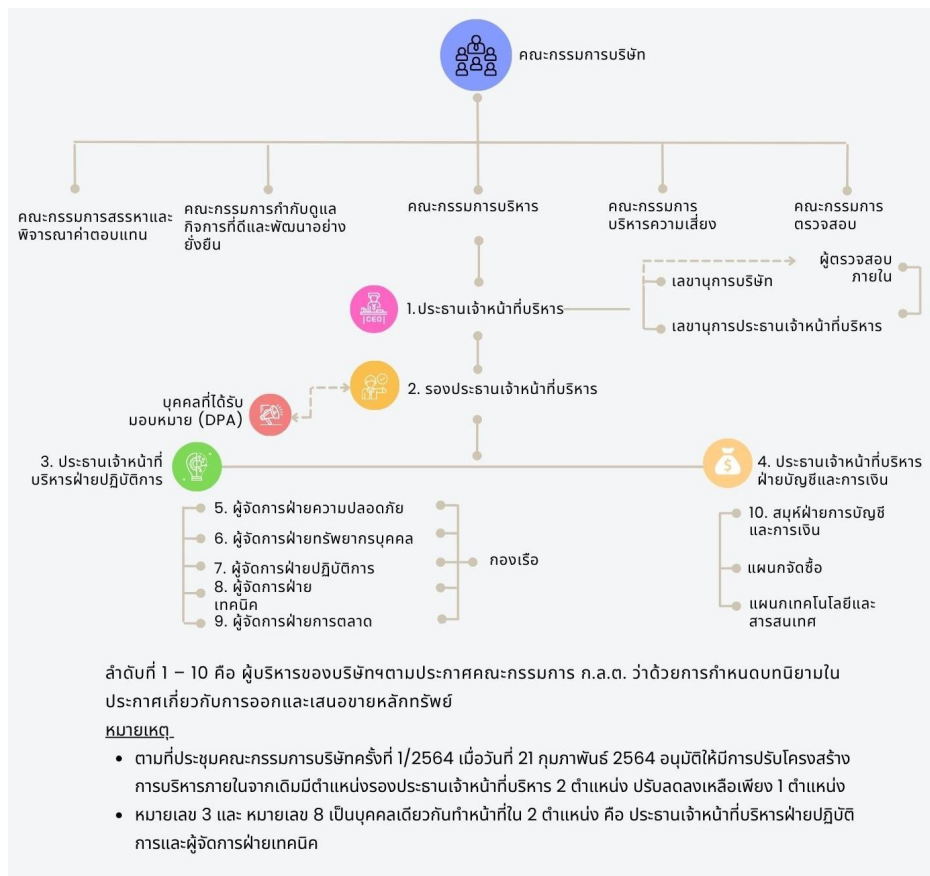 คณะกรรมการบริษัท
คณะกรรมการสรรหาและ
พิจารณาค่าตอบแทน
คณะกรรมการกำกับดูแล
กิจการที่ดีและพัฒนาอย่าง
ยั่งยืน
คณะกรรมการบริหาร
คณะกรรมการ
บริหารความเสี่ยง
คณะกรรมการ
ตรวจสอบ
ผู้ตรวจสอบ
ภายใน
เลขานุการบริษัท
CEO
1.ประธานเจ้าหน้าที่บริหาร
เลขานุการประธานเจ้าหน้าที่บริหาร
2. รองประธานเจ้าหน้าที่บริหาร
บุคคลที่ได้รับ
มอบหมาย (DPA)
3. ประธานเจ้าหน้าที่
บริหารฝ่ายปฏิบัติการ
$
4. ประธานเจ้าหน้าที่บริหาร
ฝ่ายบัญชีและการเงิน
5. ผู้จัดการฝ่ายความปลอดภัย
6. ผู้จัดการฝ่ายทรัพยากรบุคคล
7. ผู้จัดการฝ่ายปฏิบัติการ
8. ผู้จัดการฝ่าย
เทคนิค
9. ผู้จัดการฝ่ายการตลาด
กองเรือ
10. สมุห์ฝ่ายการบัญชี
และการเงิน
แผนกจัดซื้อ
แผนกเทคโนโลยีและ
สารสนเทศ
ลำดับที่ 1 – 10 คือ ผู้บริหารของบริษัทฯตามประกาศคณะกรรมการ ก.ล.ต. ว่าด้วยการกำหนดบทนิยามใน
ประกาศเกี่ยวกับการออกและเสนอขายหลักทรัพย์
หมายเหตุ
• ตามที่ประชุมคณะกรรมการบริษัทครั้งที่ 1/2564 เมื่อวันที่ 21 กุมภาพันธ์ 2564 อนุมัติให้มีการปรับโครงสร้าง
การบริหารภายในจากเดิมมีตำแหน่งรองประธานเจ้าหน้าที่บริหาร 2 ตำแหน่ง ปรับลดลงเหลือเพียง 1 ตำแหน่ง
• หมายเลข 3 และ หมายเลข 8 เป็นบุคคลเดียวกันทำหน้าที่ใน 2 ตำแหน่ง คือ ประธานเจ้าหน้าที่บริหารฝ่ายปฏิบัติ
การและผู้จัดการฝ่ายเทคนิค